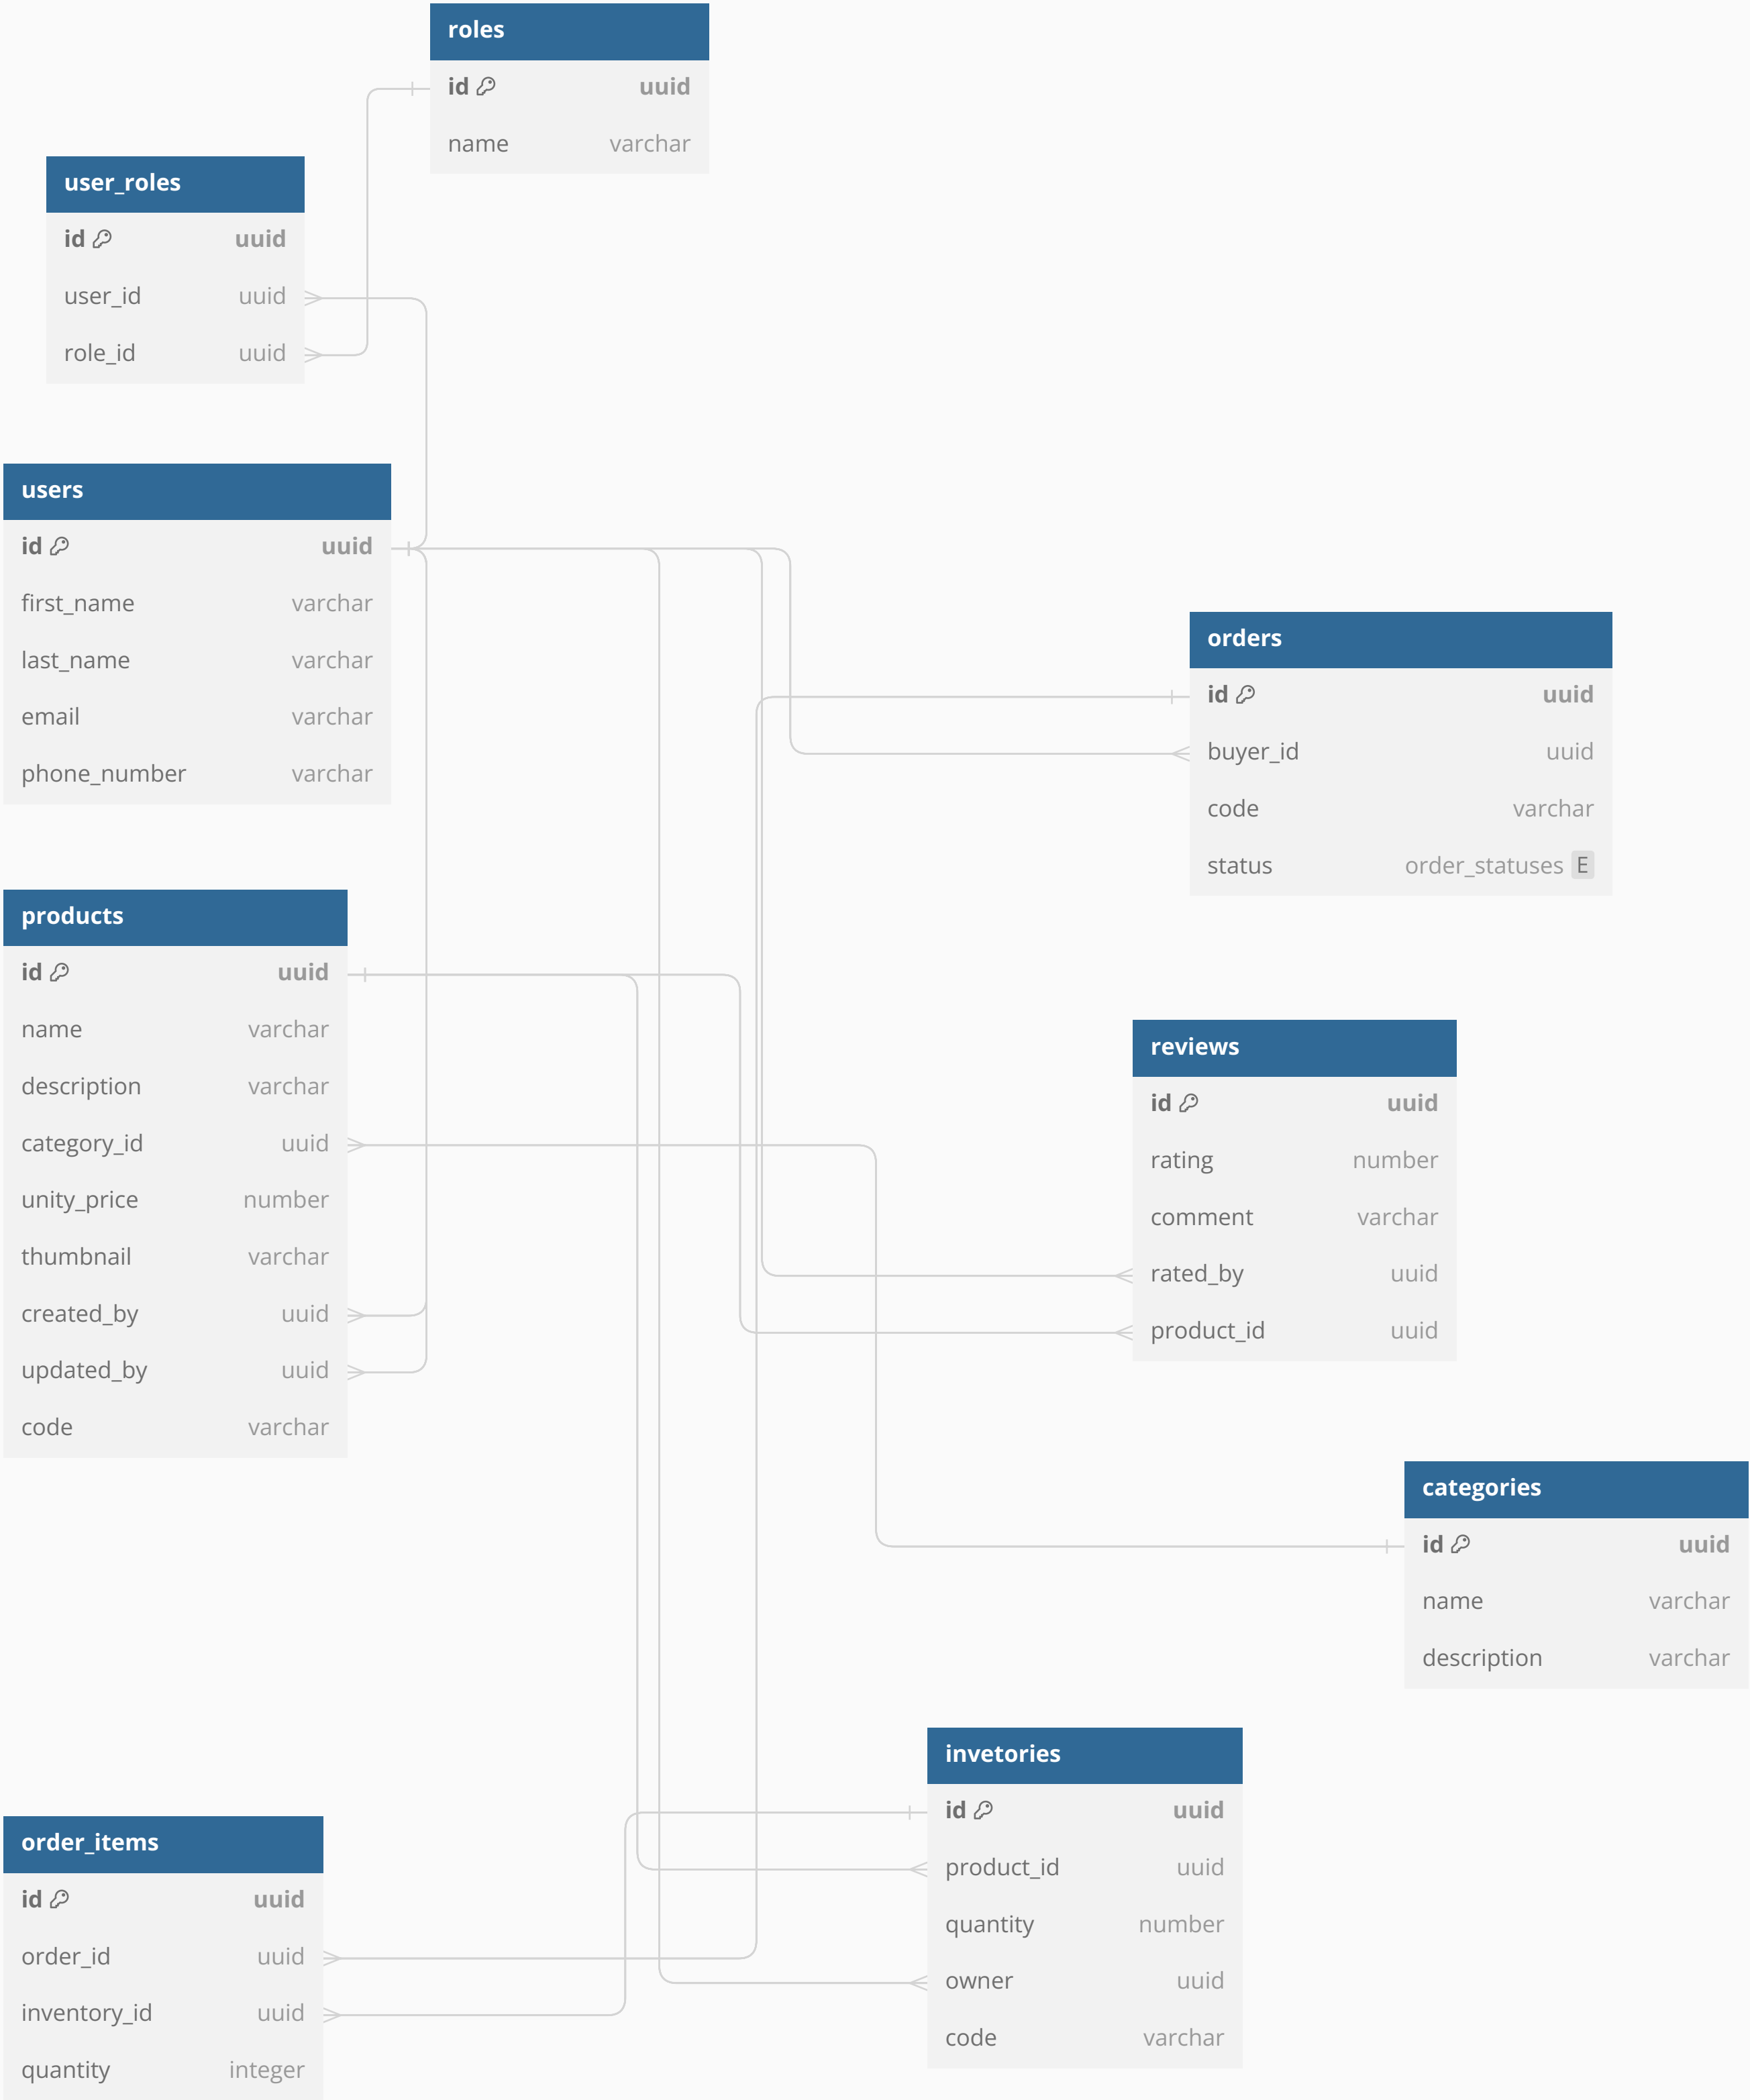 roles
id uuid
name varchar
user_roles
id uuid
user_id uuid
role_id uuid
users
id uuid
first_name varchar
last_name varchar
email varchar
phone_number varchar
orders
id uuid
buyer_id uuid
code varchar
status order_statuses E
products
id uuid
name varchar
description varchar
category_id uuid
unity_price number
thumbnail varchar
created_by uuid
updated_by uuid
code varchar
reviews
id uuid
rating number
comment varchar
rated_by uuid
product_id uuid
categories
id uuid
name varchar
description varchar
invetories
id uuid
product_id uuid
quantity number
owner uuid
code varchar
order_items
id uuid
order_id uuid
inventory_id uuid
quantity integer